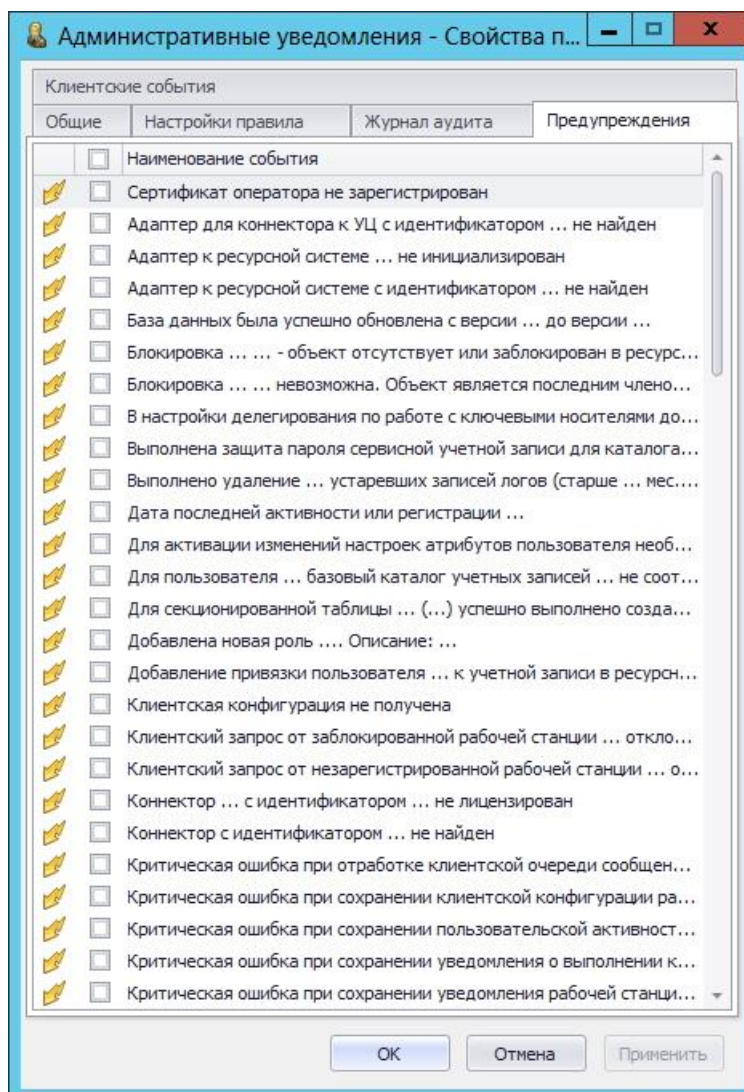 Административные уведомления - Свойства п...
Клиентские события
Общие
Настройки правила
Журнал аудита
Предупреждения
Наименование события
Сертификат оператора не зарегистрирован
Адаптер для коннектора к УЦ с идентификатором ... не найден
Адаптер к ресурсной системе ... не инициализирован
Адаптер к ресурсной системе с идентификатором ... не найден
База данных была успешно обновлена с версии ... до версии ...
Блокировка ... ... - объект отсутствует или заблокирован в ресурс...
Блокировка ... ... невозможна. Объект является последним члено...
В настройки делегирования по работе с ключевыми носителями до...
Выполнена защита пароля сервисной учетной записи для каталога...
Выполнено удаление ... устаревших записей логов (старше ... мес....
Дата последней активности или регистрации ...
Для активации изменений настроек атрибутов пользователя необ...
Для пользователя ... базовый каталог учетных записей ... не соот...
Для секционированной таблицы ... (...) успешно выполнено созда...
Добавлена новая роль .... Описание: ...
Добавление привязки пользователя ... к учетной записи в ресурсн...
Клиентская конфигурация не получена
Клиентский запрос от заблокированной рабочей станции ... откло...
Клиентский запрос от незарегистрированной рабочей станции ... о...
Коннектор ... с идентификатором ... не лицензирован
Коннектор с идентификатором ... не найден
Критическая ошибка при отработке клиентской очереди сообщен...
Критическая ошибка при сохранении клиентской конфигурации ра...
Критическая ошибка при сохранении пользовательской активност...
Критическая ошибка при сохранении уведомления о выполнении к...
Критическая ошибка при сохранении уведомления рабочей станци...
ОК
Отмена
Применить